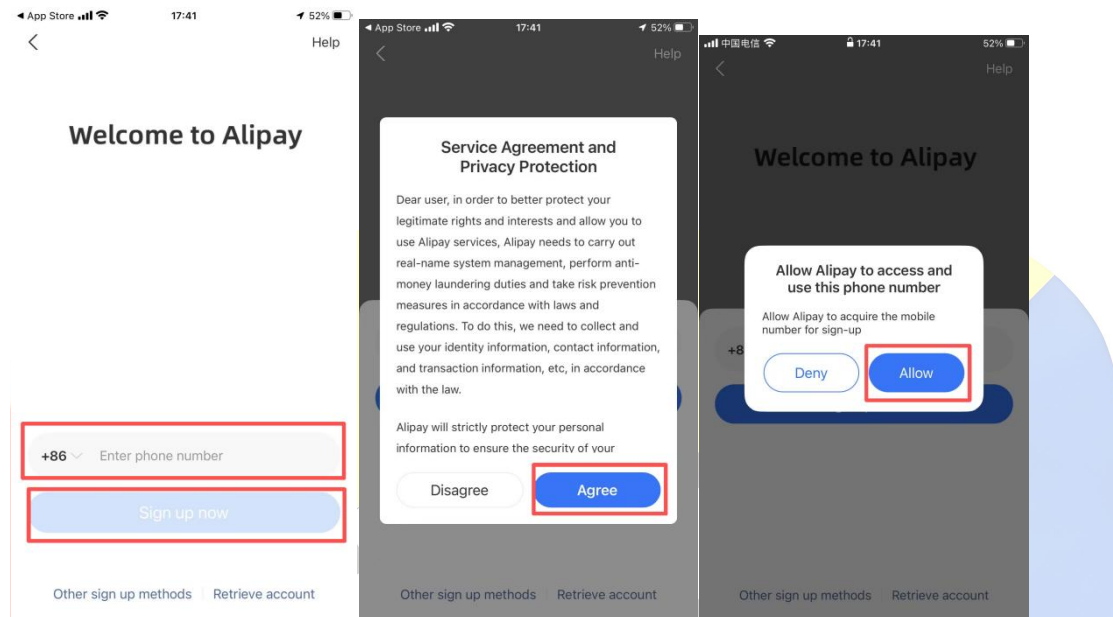 App Store
17:41
52%
Help
Welcome to Alipay
+86
Enter phone number
Sign up now
Other sign up methods
Retrieve account
App Store
17:41
52%
Help
Service Agreement and
Privacy Protection
Dear user, in order to better protect your
legitimate rights and interests and allow you to
use Alipay services, Alipay needs to carry out
real-name system management, perform anti-
money laundering duties and take risk prevention
measures in accordance with laws and
regulations. To do this, we need to collect and
use your identity information, contact information,
and transaction information, etc, in accordance
with the law.
Alipay will strictly protect your personal
information to ensure the security of your
Disagree
Agree
Other sign up methods
Retrieve account
中国电信
17:41
52%
Help
Welcome to Alipay
Allow Alipay to access and
use this phone number
Allow Alipay to acquire the mobile
number for sign-up
+8
Deny
Allow
Other sign up methods
Retrieve account